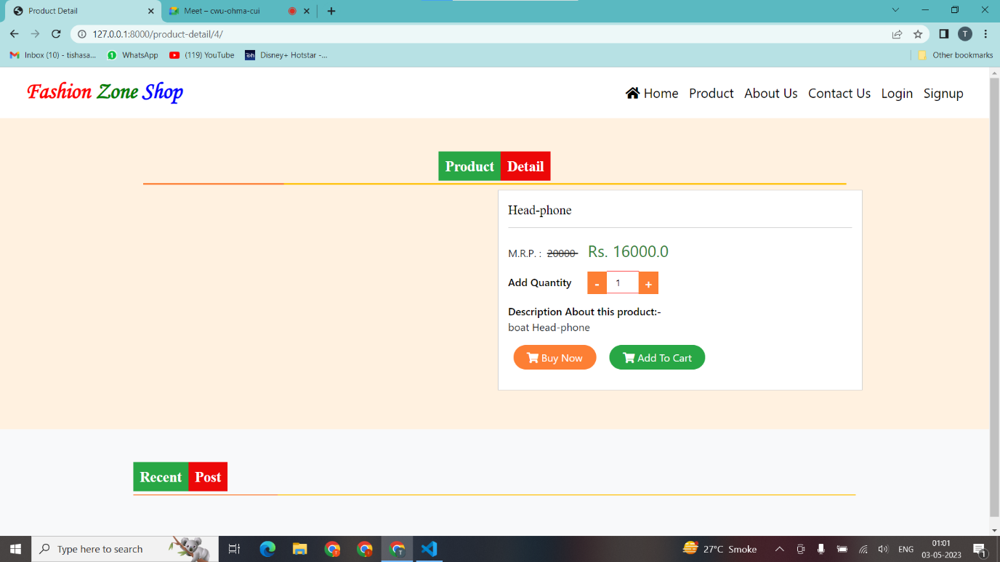 Product Detail
Meet – cwu-ohma-cui
127.0.0.1:8000/product-detail/4/
T
Inbox (10) - tishasa...
1 WhatsApp
(119) YouTube
Disney+ Hotstar -...
Other bookmarks
Fashion Zone Shop
Home Product About Us Contact Us Login Signup
Product Detail
Head-phone
M.R.P. : 20000 Rs. 16000.0
Add Quantity - 1 +
Description About this product:-
boat Head-phone
Buy Now Add To Cart
Recent Post
Type here to search
27°C Smoke
ENG
01:01
03-05-2023
1